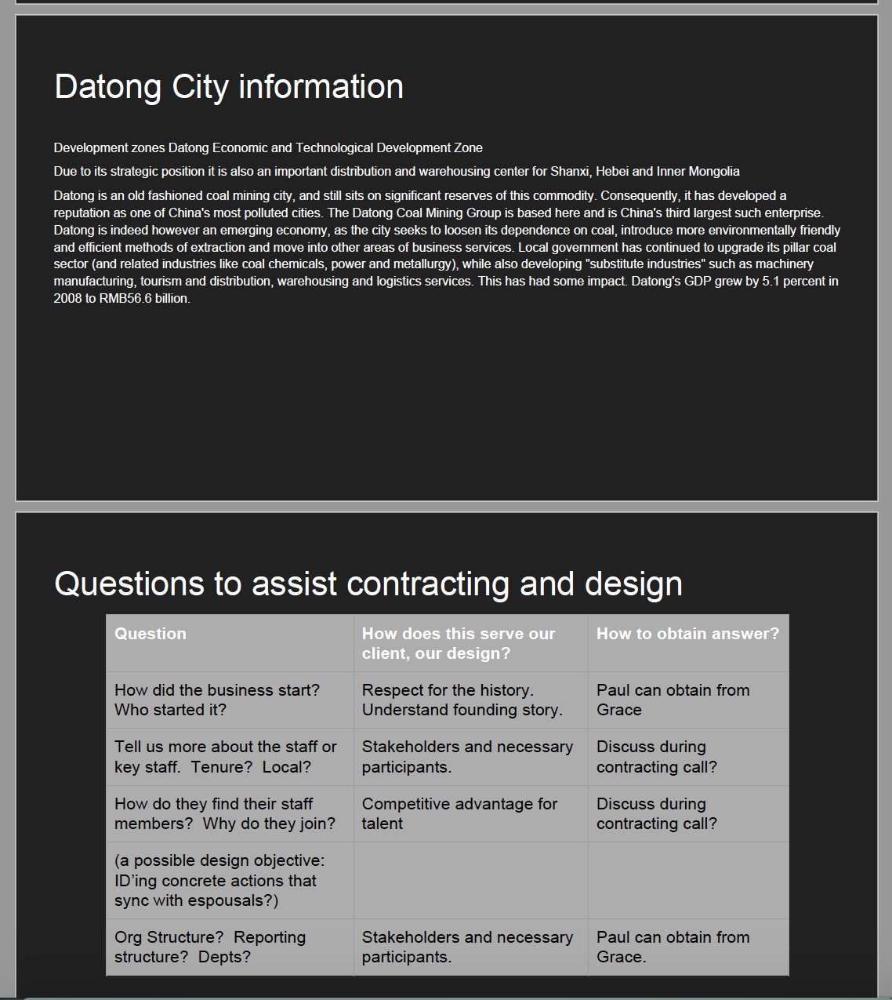 Datong City information
Development zones Datong Economic and Technological Development Zone
Due to its strategic position it is also an important distribution and warehousing center for Shanxi, Hebei and Inner Mongolia
Datong is an old fashioned coal mining city, and still sits on significant reserves of this commodity. Consequently, it has developed a
reputation as one of China's most polluted cities. The Datong Coal Mining Group is based here and is China's third largest such enterprise.
Datong is indeed however an emerging economy, as the city seeks to loosen its dependence on coal, introduce more environmentally friendly
and efficient methods of extraction and move into other areas of business services. Local government has continued to upgrade its pillar coal
sector (and related industries like coal chemicals, power and metallurgy), while also developing "substitute industries" such as machinery
manufacturing, tourism and distribution, warehousing and logistics services. This has had some impact. Datong's GDP grew by 5.1 percent in
2008 to RMB56.6 billion.
Questions to assist contracting and design
Question
How does this serve our
client, our design?
How to obtain answer?
How did the business start?
Who started it?
Respect for the history.
Understand founding story.
Paul can obtain from
Grace
Tell us more about the staff or
key staff.  Tenure?  Local?
Stakeholders and necessary
participants.
Discuss during
contracting call?
How do they find their staff
members?  Why do they join?
Competitive advantage for
talent
Discuss during
contracting call?
(a possible design objective:
ID’ing concrete actions that
sync with espousals?)
Org Structure?  Reporting
structure?  Depts?
Stakeholders and necessary
participants.
Paul can obtain from
Grace.